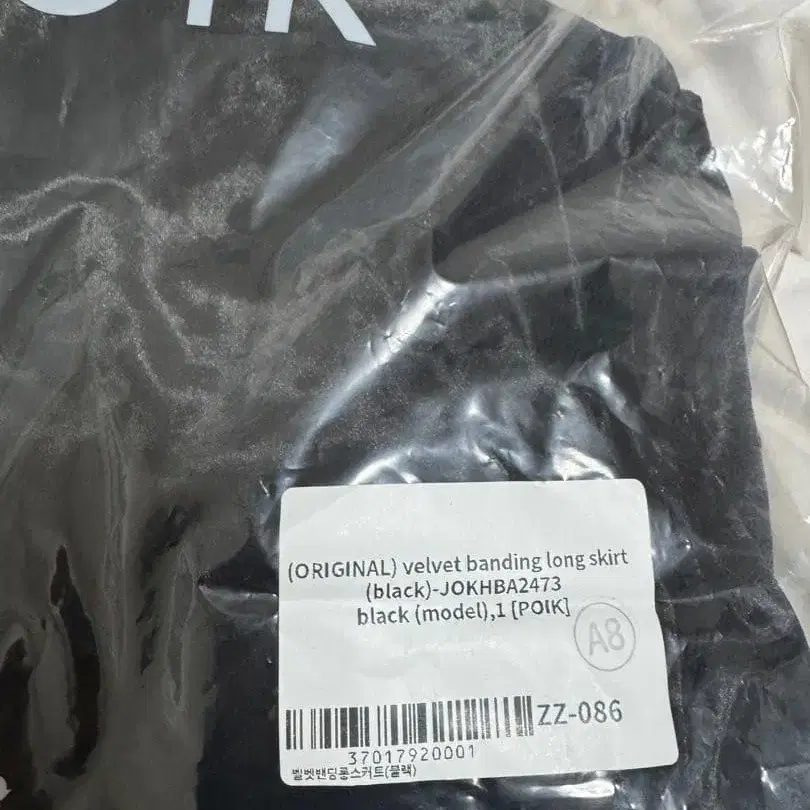 (ORIGINAL) velvet banding long skirt
(black)-JOKHBA2473
black (model),1 [POIK]
A8
ZZ-086
37017920001
벨벳밴딩롱스커트(블랙)